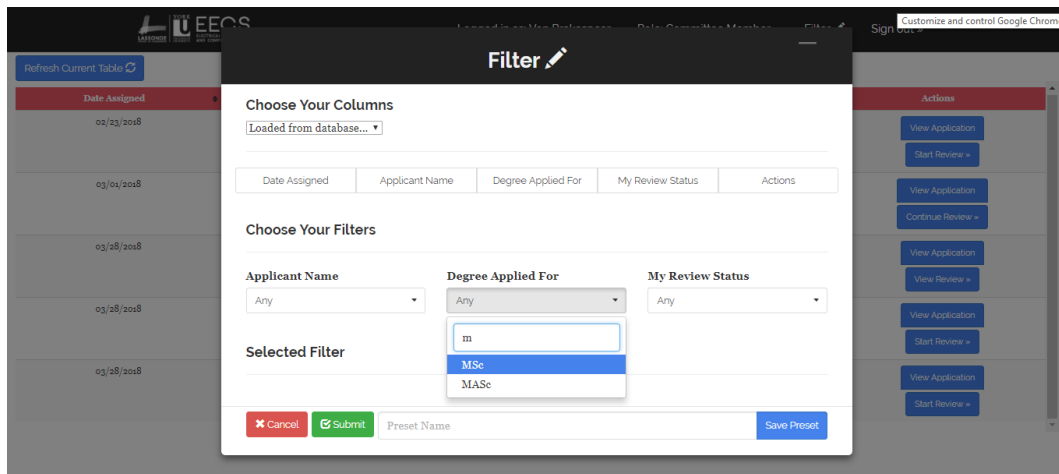 LASSONDE
YORK
U
EECS
Logged in as: Van Brokespear
Role: Committee Member
Filter
Sign out »
Customize and control Google Chrom
Refresh Current Table
Filter
Date Assigned
Actions
Choose Your Columns
Loaded from database...
02/23/2018
View Application
Start Review »
Date Assigned
Applicant Name
Degree Applied For
My Review Status
Actions
03/01/2018
View Application
Continue Review »
Choose Your Filters
03/28/2018
View Application
View Review »
Applicant Name
Degree Applied For
My Review Status
Any
Any
Any
03/28/2018
View Application
Start Review »
m
Selected Filter
MSc
MASc
03/28/2018
View Application
Start Review »
Cancel
Submit
Preset Name
Save Preset